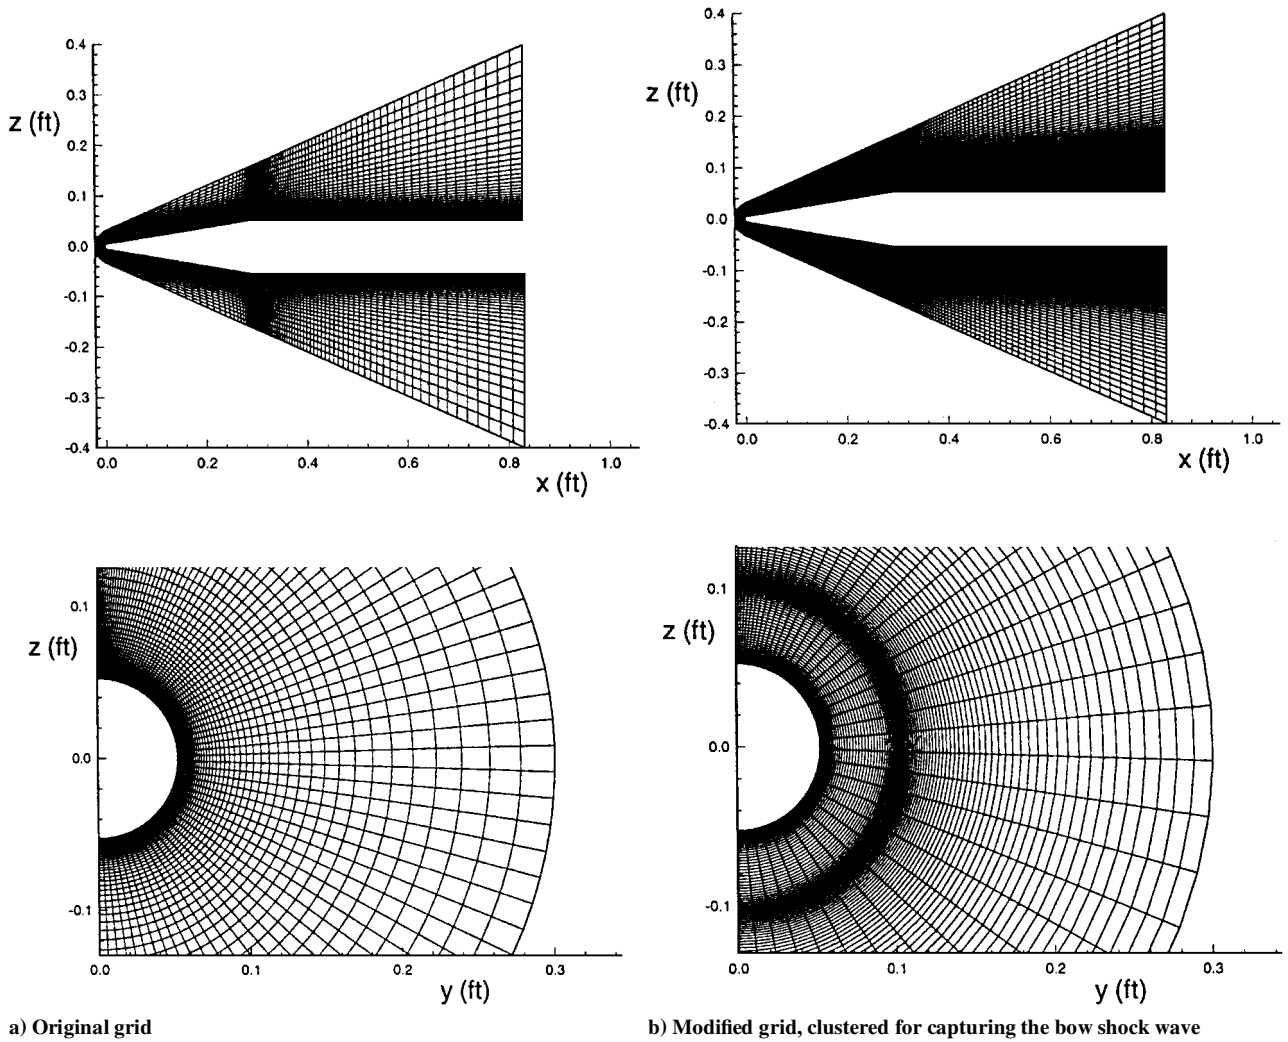 0.4
0.3
z (ft)
0.2
0.1
0.0
-0.1
-0.2
-0.3
-0.4
0.0 0.2 0.4 0.6 0.8 1.0
x (ft)
0.4
0.3
z (ft)
0.2
0.1
0.0
-0.1
-0.2
-0.3
-0.4
0.0 0.2 0.4 0.6 0.8 1.0
x (ft)
0.1
z (ft)
0.0
-0.1
0.0 0.1 0.2 0.3
y (ft)
a) Original grid
0.1
z (ft)
0.0
-0.1
0.0 0.1 0.2 0.3
y (ft)
b) Modified grid, clustered for capturing the bow shock wave